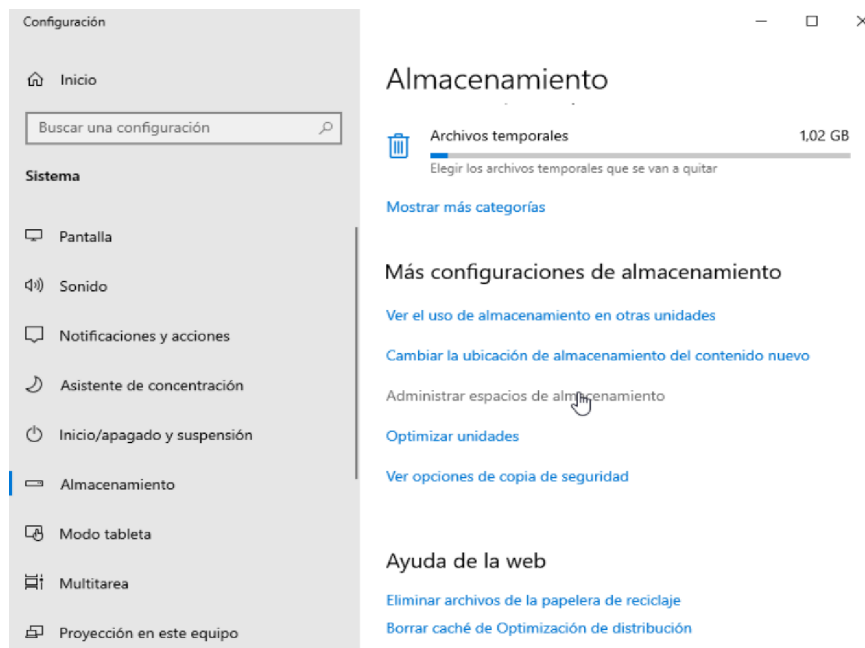 Configuración
Inicio
Buscar una configuración
Sistema
Pantalla
Sonido
Notificaciones y acciones
Asistente de concentración
Inicio/apagado y suspensión
Almacenamiento
Modo tableta
Multitarea
Proyección en este equipo
Almacenamiento
Archivos temporales 1,02 GB
Elegir los archivos temporales que se van a quitar
Mostrar más categorías
Más configuraciones de almacenamiento
Ver el uso de almacenamiento en otras unidades
Cambiar la ubicación de almacenamiento del contenido nuevo
Administrar espacios de almacenamiento
Optimizar unidades
Ver opciones de copia de seguridad
Ayuda de la web
Eliminar archivos de la papelera de reciclaje
Borrar caché de Optimización de distribución